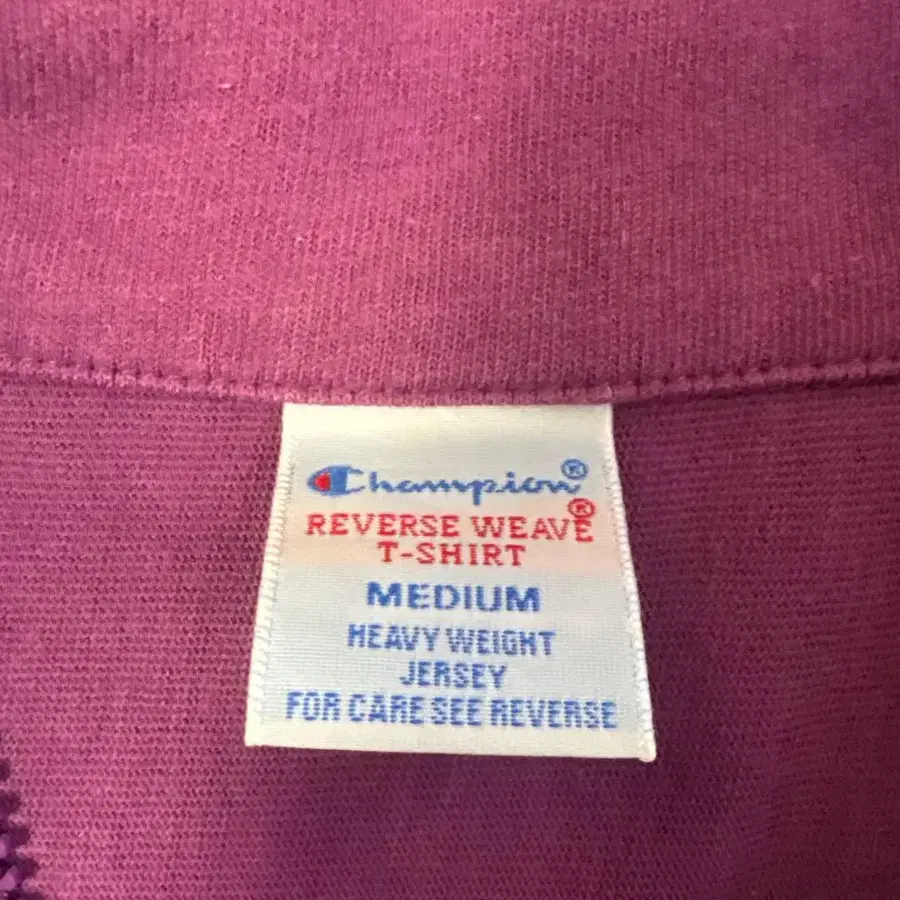 Champion®
REVERSE WEAVE®
T-SHIRT
MEDIUM
HEAVY WEIGHT
JERSEY
FOR CARE SEE REVERSE